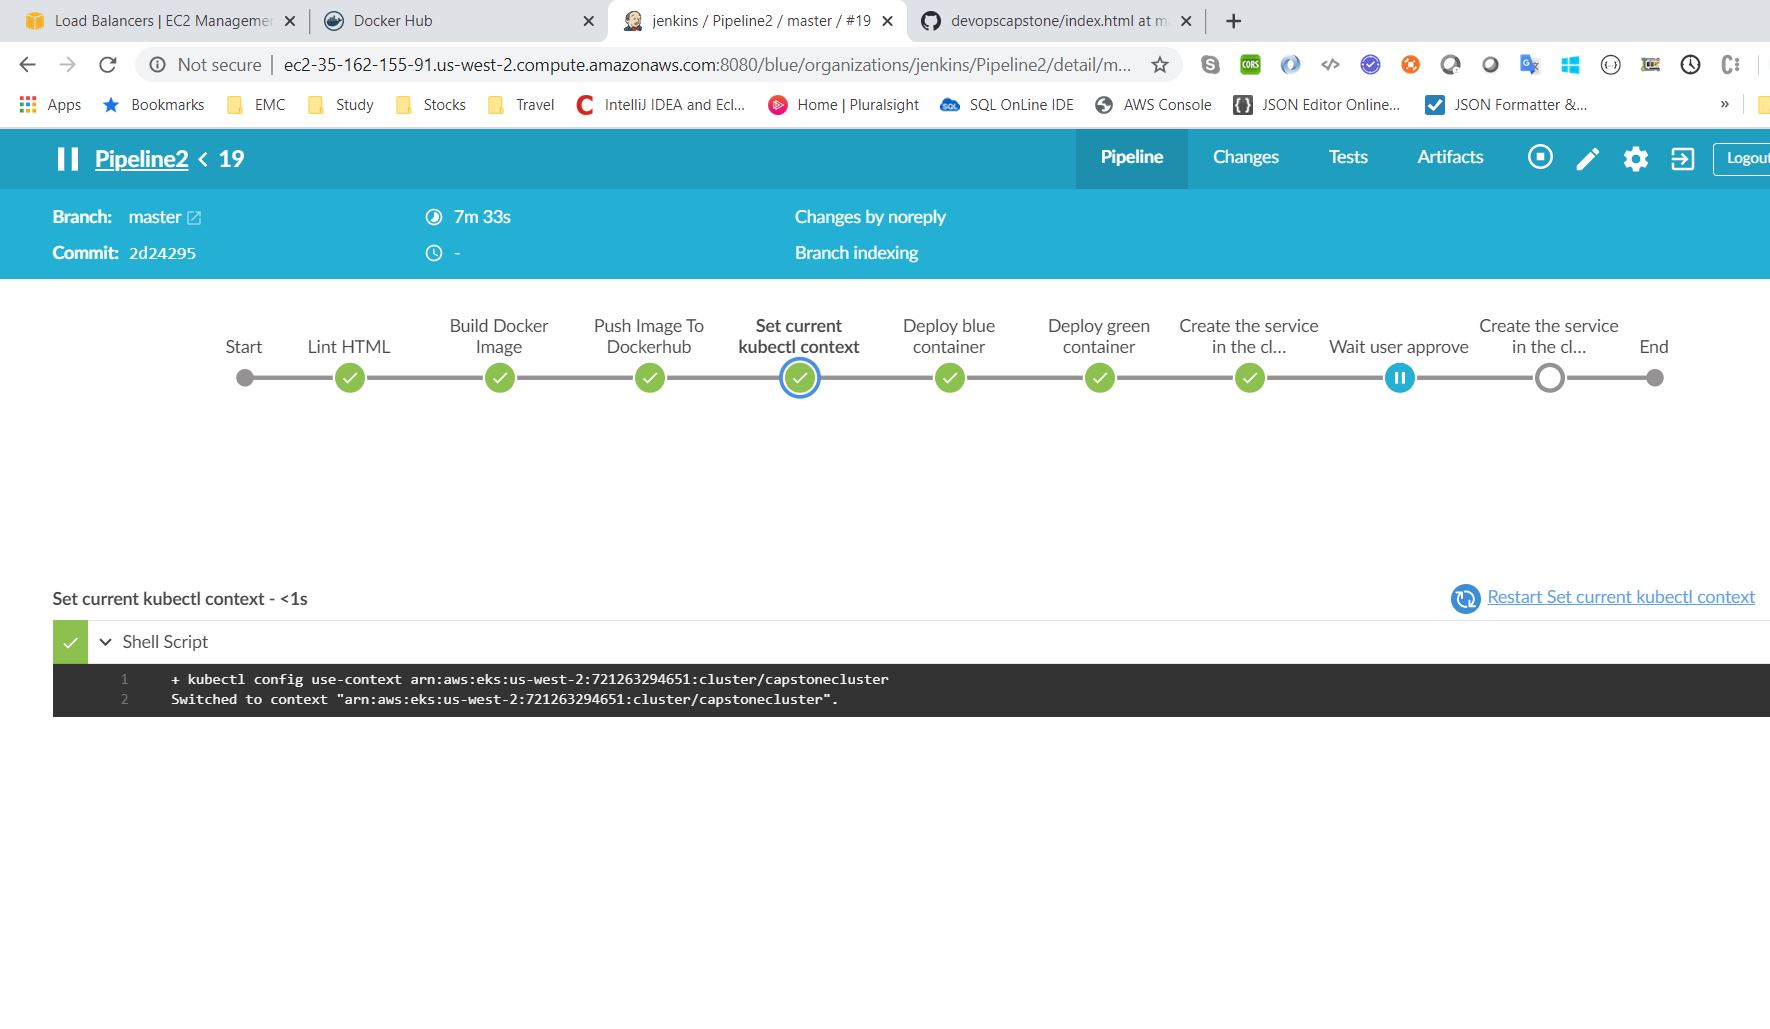 Load Balancers | EC2 Manageme
Docker Hub
jenkins / Pipeline2 / master / #19
devopscapstone/index.html at m
Not secure
ec2-35-162-155-91.us-west-2.compute.amazonaws.com:8080/blue/organizations/jenkins/Pipeline2/detail/m...
CORS
Apps
Bookmarks
EMC
Study
Stocks
Travel
IntelliJ IDEA and Ecl...
Home | Pluralsight
SQL OnLine IDE
AWS Console
JSON Editor Online...
JSON Formatter &...
»
Pipeline2 < 19
Pipeline
Changes
Tests
Artifacts
Logout
Branch: master
7m 33s
Changes by noreply
Commit: 2d24295
-
Branch indexing
Start
Lint HTML
Build Docker
Image
Push Image To
Dockerhub
Set current
kubectl context
Deploy blue
container
Deploy green
container
Create the service
in the cl...
Wait user approve
Create the service
in the cl...
End
Set current kubectl context - <1s
Restart Set current kubectl context
Shell Script
1 + kubectl config use-context arn:aws:eks:us-west-2:721263294651:cluster/capstonecluster
2 Switched to context "arn:aws:eks:us-west-2:721263294651:cluster/capstonecluster".